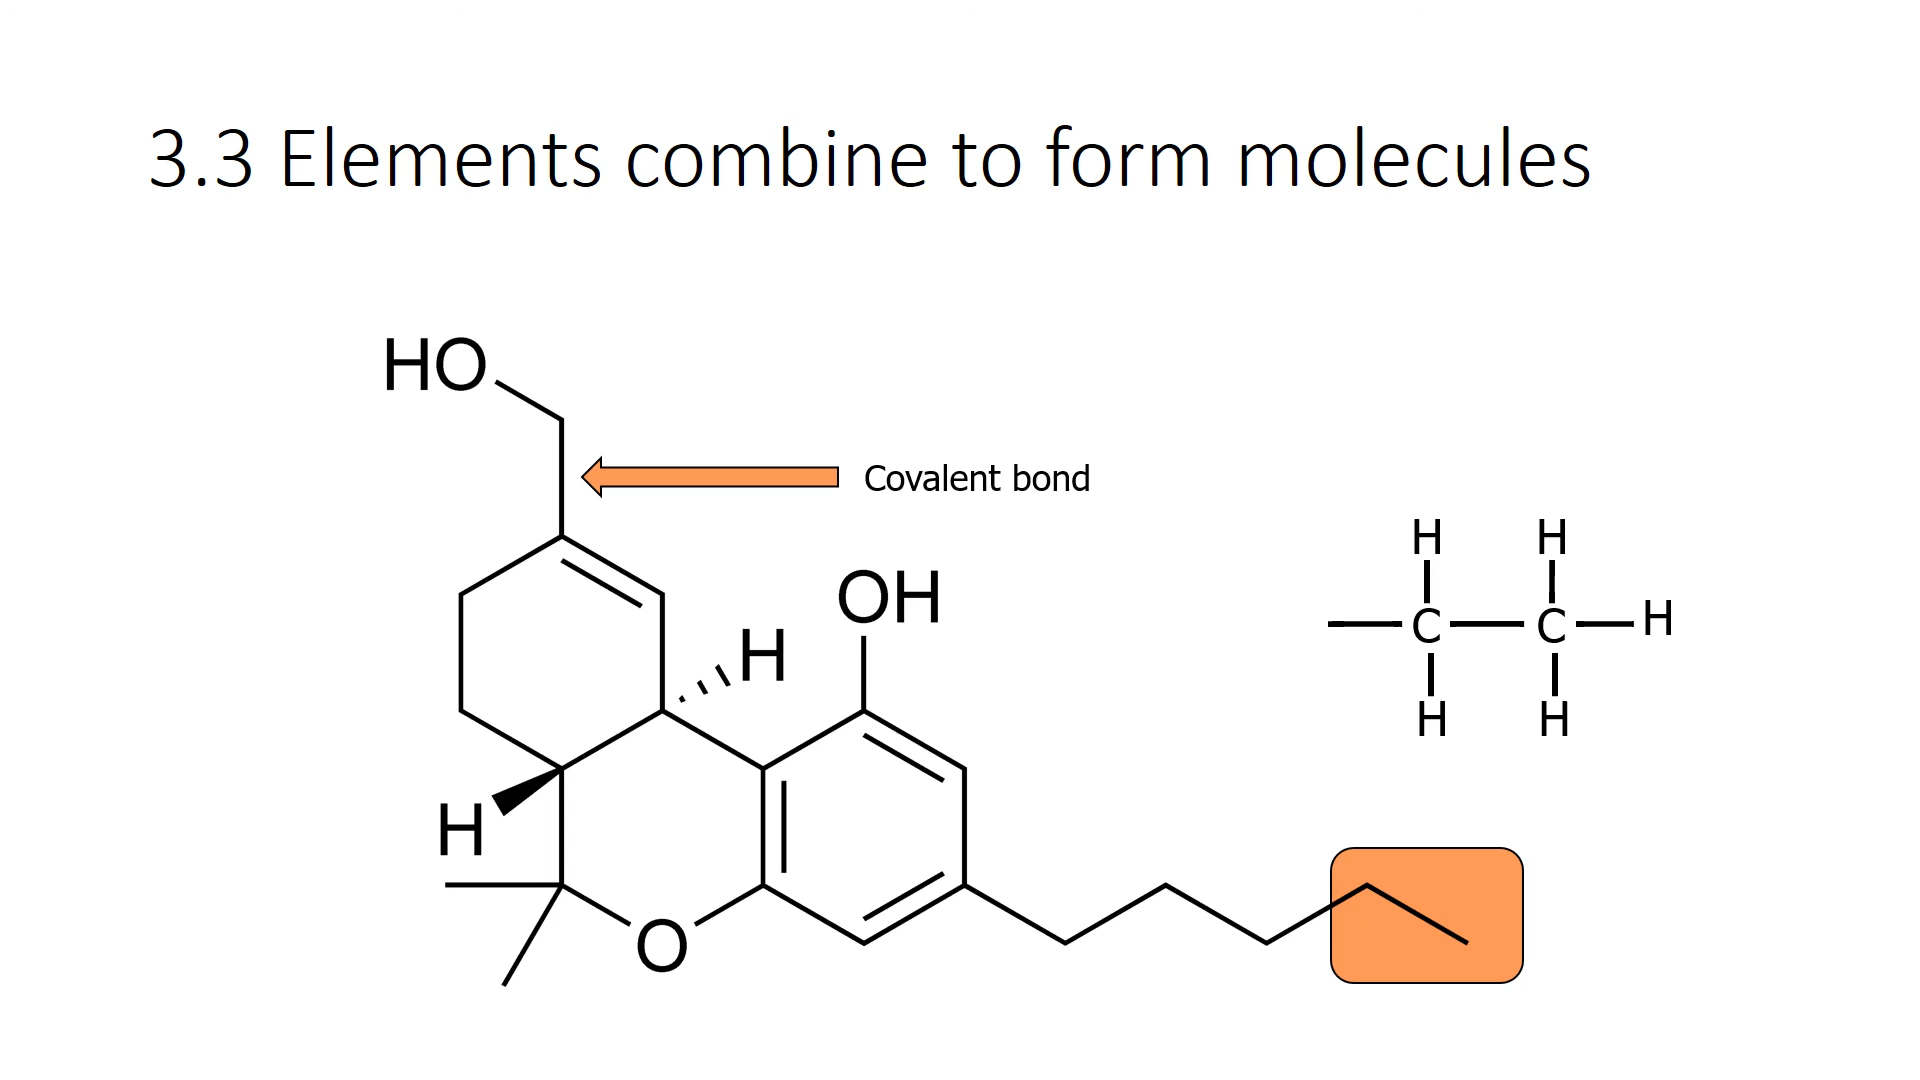 3.3 Elements combine to form molecules
HO
Covalent bond
H H
OH
C C H
H
H H
H
O